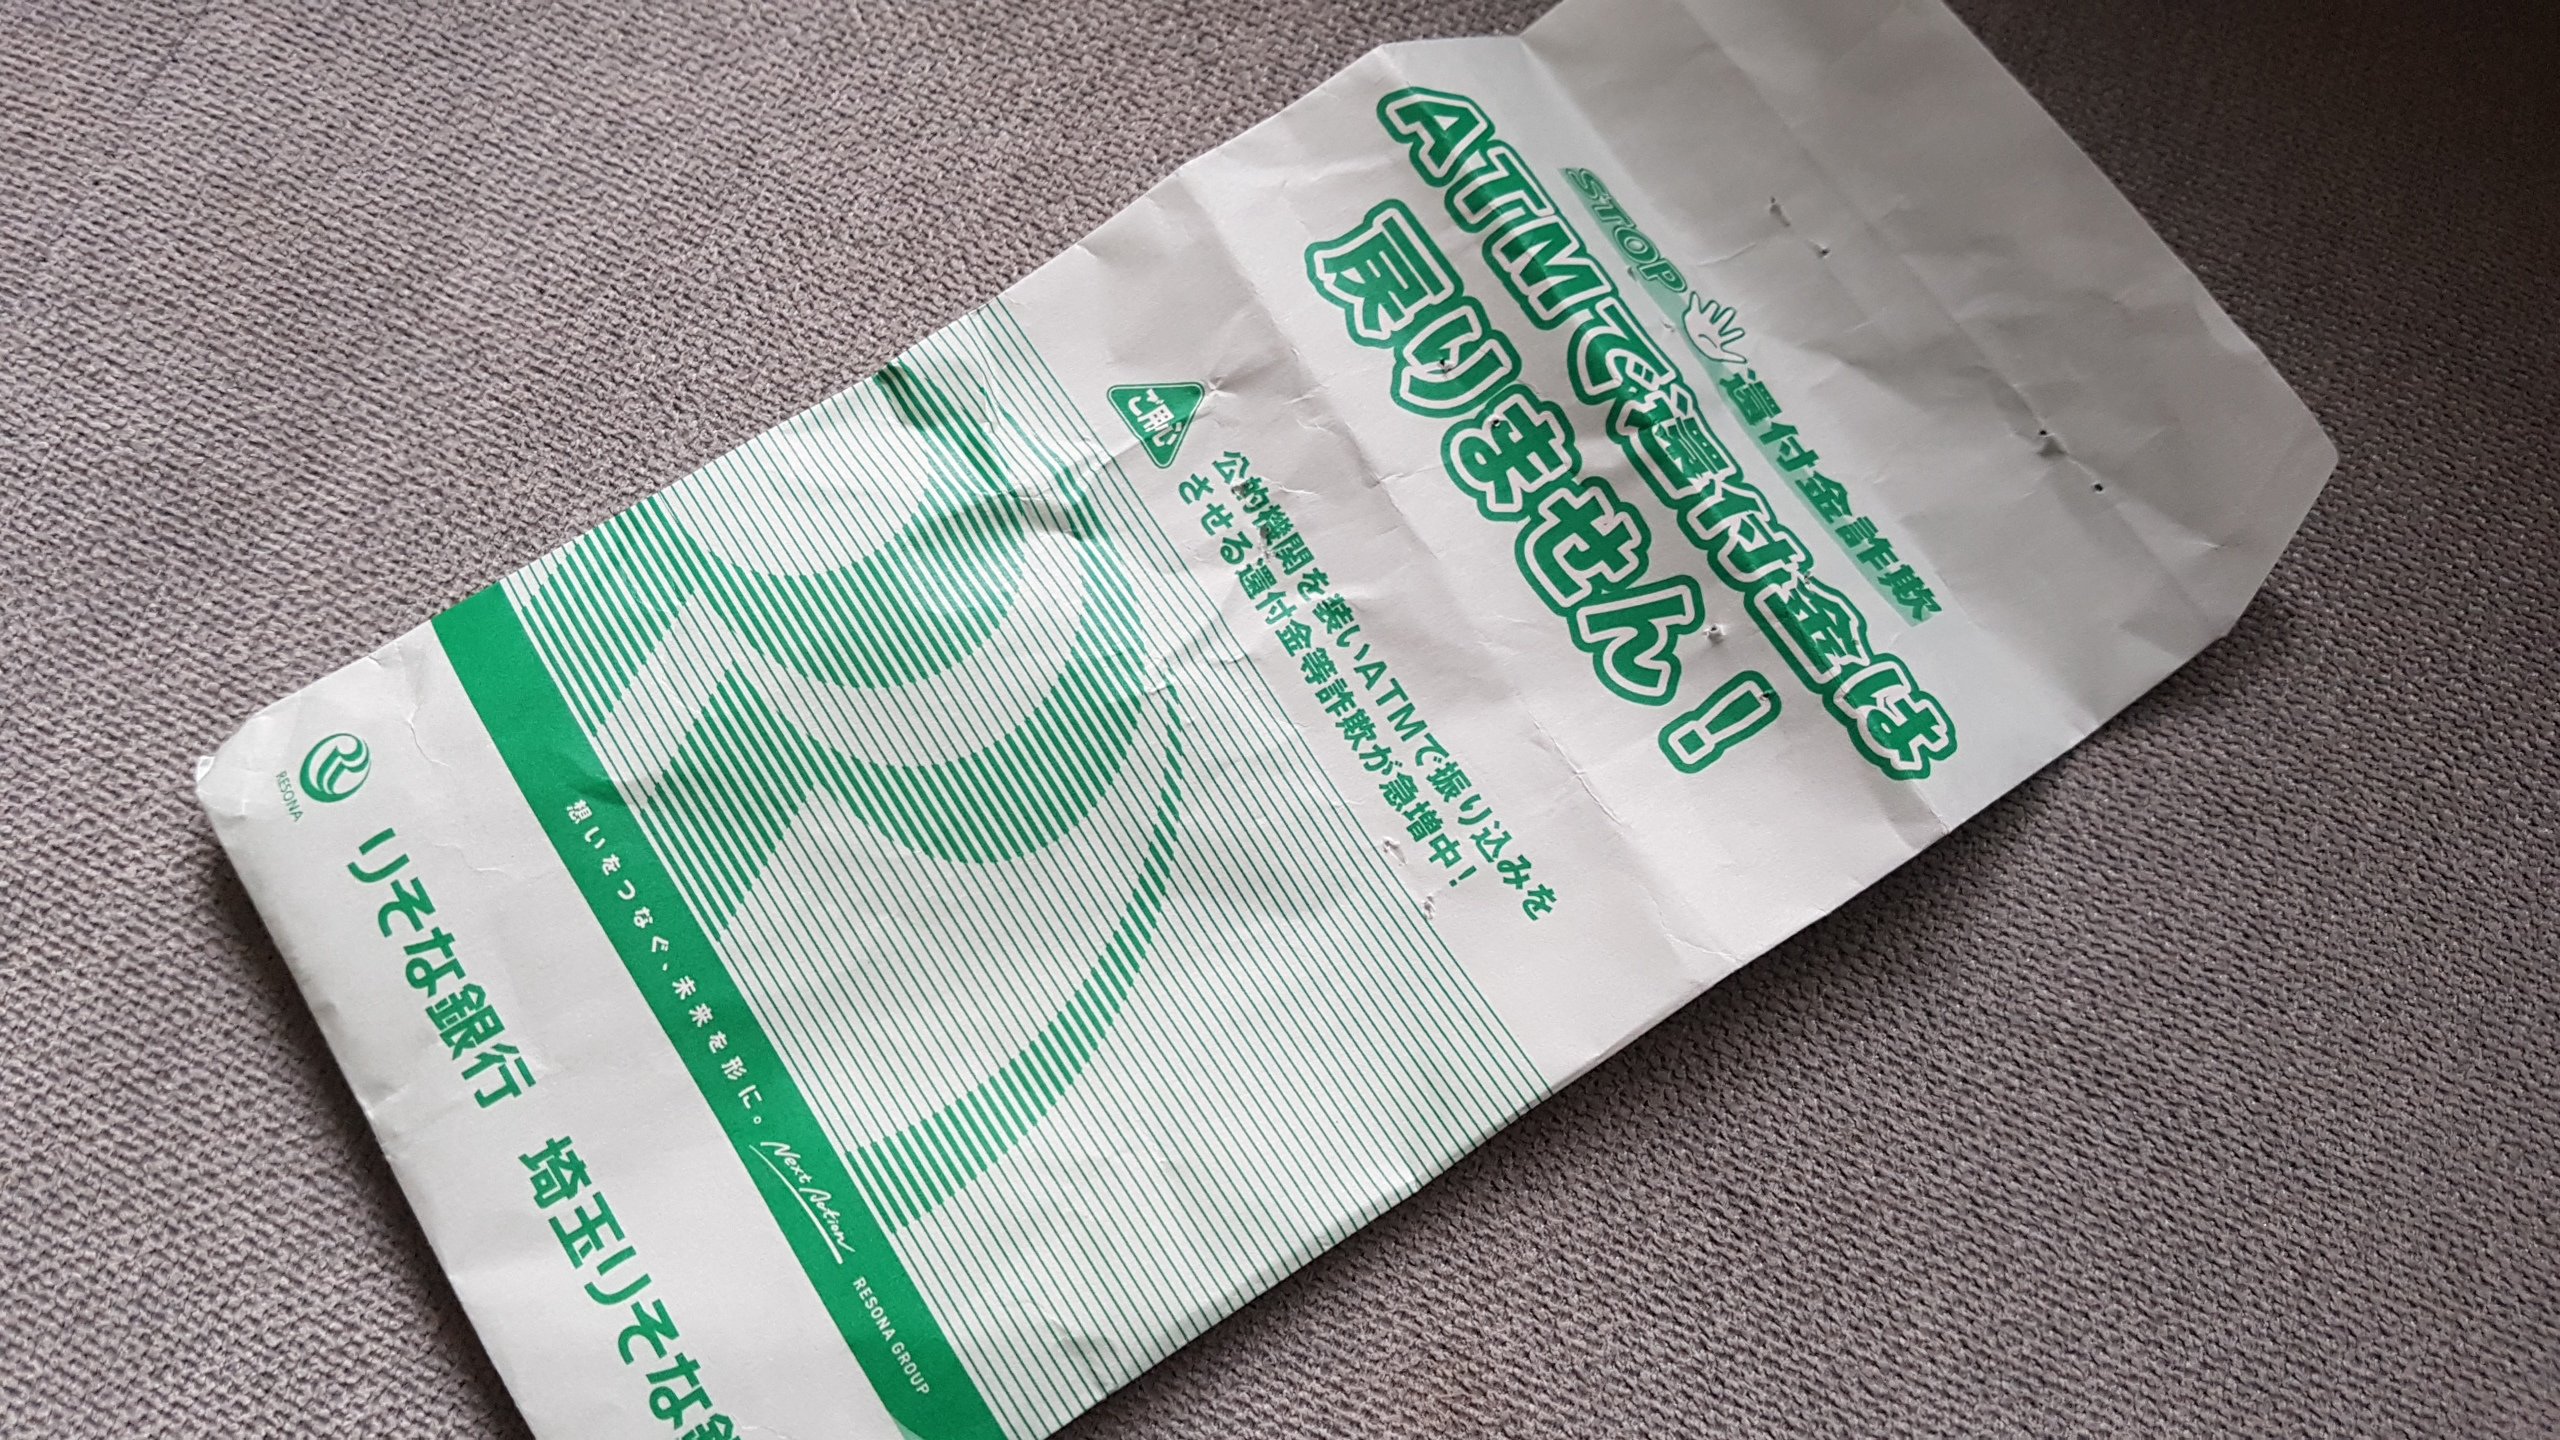 STOP 還付金詐欺
ATMで還付金は
戻りません!
ご用心
公的機関を装いATMで振り込みを
させる還付金等詐欺が急増中!
想いをつなぐ、未来を形に。 Next Action RESONA GROUP
RESONA
りそな銀行 埼玉りそな銀